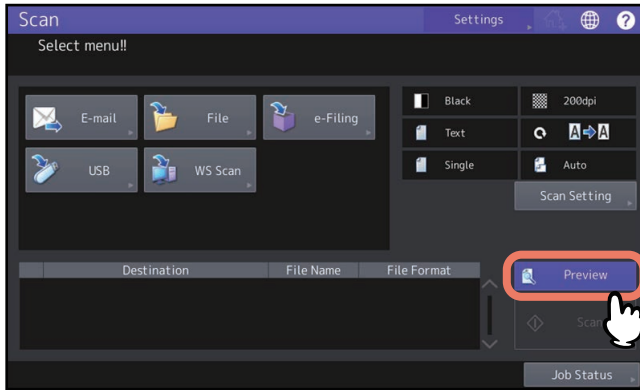 Scan
Settings
?
Select menu!!
E-mail
File
e-Filing
USB
WS Scan
Black
200dpi
Text
A A
Single
Auto
Scan Setting
Destination File Name File Format
Preview
Scan
Job Status